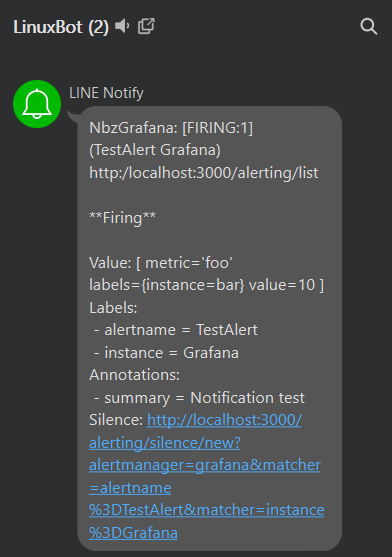 LinuxBot (2)
LINE Notify
NbzGrafana: [FIRING:1]
(TestAlert Grafana)
http:/localhost:3000/alerting/list
**Firing**
Value: [ metric='foo'
labels={instance=bar} value=10 ]
Labels:
- alertname = TestAlert
- instance = Grafana
Annotations:
- summary = Notification test
Silence: http://localhost:3000/
alerting/silence/new?
alertmanager=grafana&matcher
=alertname
%3DTestAlert&matcher=instance
%3DGrafana